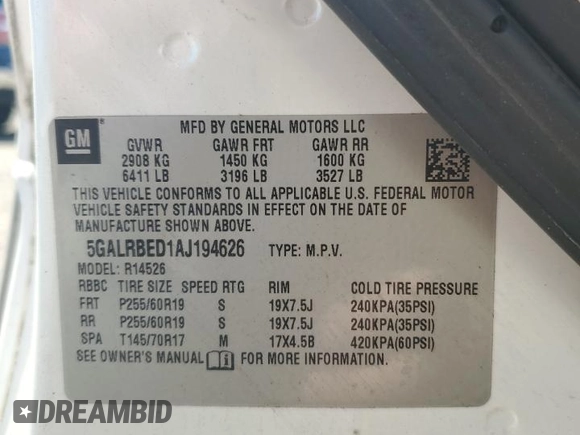 GM
MFD BY GENERAL MOTORS LLC
GVWR GAWR FRT GAWR RR
2908 KG 1450 KG 1600 KG
6411 LB 3196 LB 3527 LB
THIS VEHICLE CONFORMS TO ALL APPLICABLE U.S. FEDERAL MOTOR
VEHICLE SAFETY STANDARDS IN EFFECT ON THE DATE OF
MANUFACTURE SHOWN ABOVE.
5GALRBED1AJ194626 TYPE: M.P.V.
MODEL: R14526
RBBC TIRE SIZE SPEED RTG RIM COLD TIRE PRESSURE
FRT P255/60R19 S 19X7.5J 240KPA(35PSI)
RR P255/60R19 S 19X7.5J 240KPA(35PSI)
SPA T145/70R17 M 17X4.5B 420KPA(60PSI)
SEE OWNER'S MANUAL FOR MORE INFORMATION.
DREAMBID